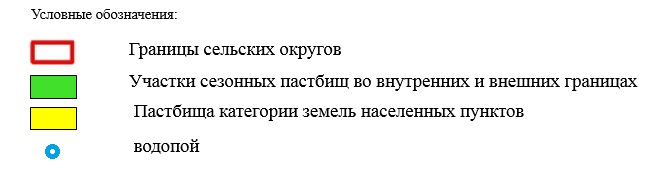 Условные обозначения:
Границы сельских округов
Участки сезонных пастбищ во внутренних и внешних границах
Пастбища категории земель населенных пунктов
водопой